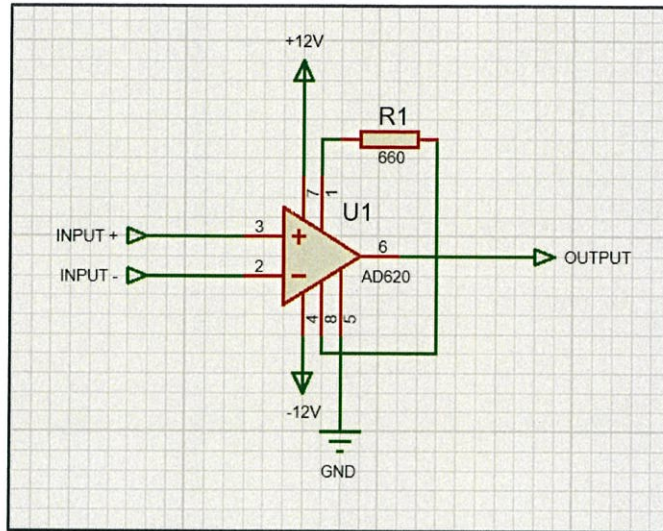 +12V
R1
660
7
1
U1
INPUT +
3
+
6
OUTPUT
INPUT -
2
−
AD620
4
8
5
-12V
GND